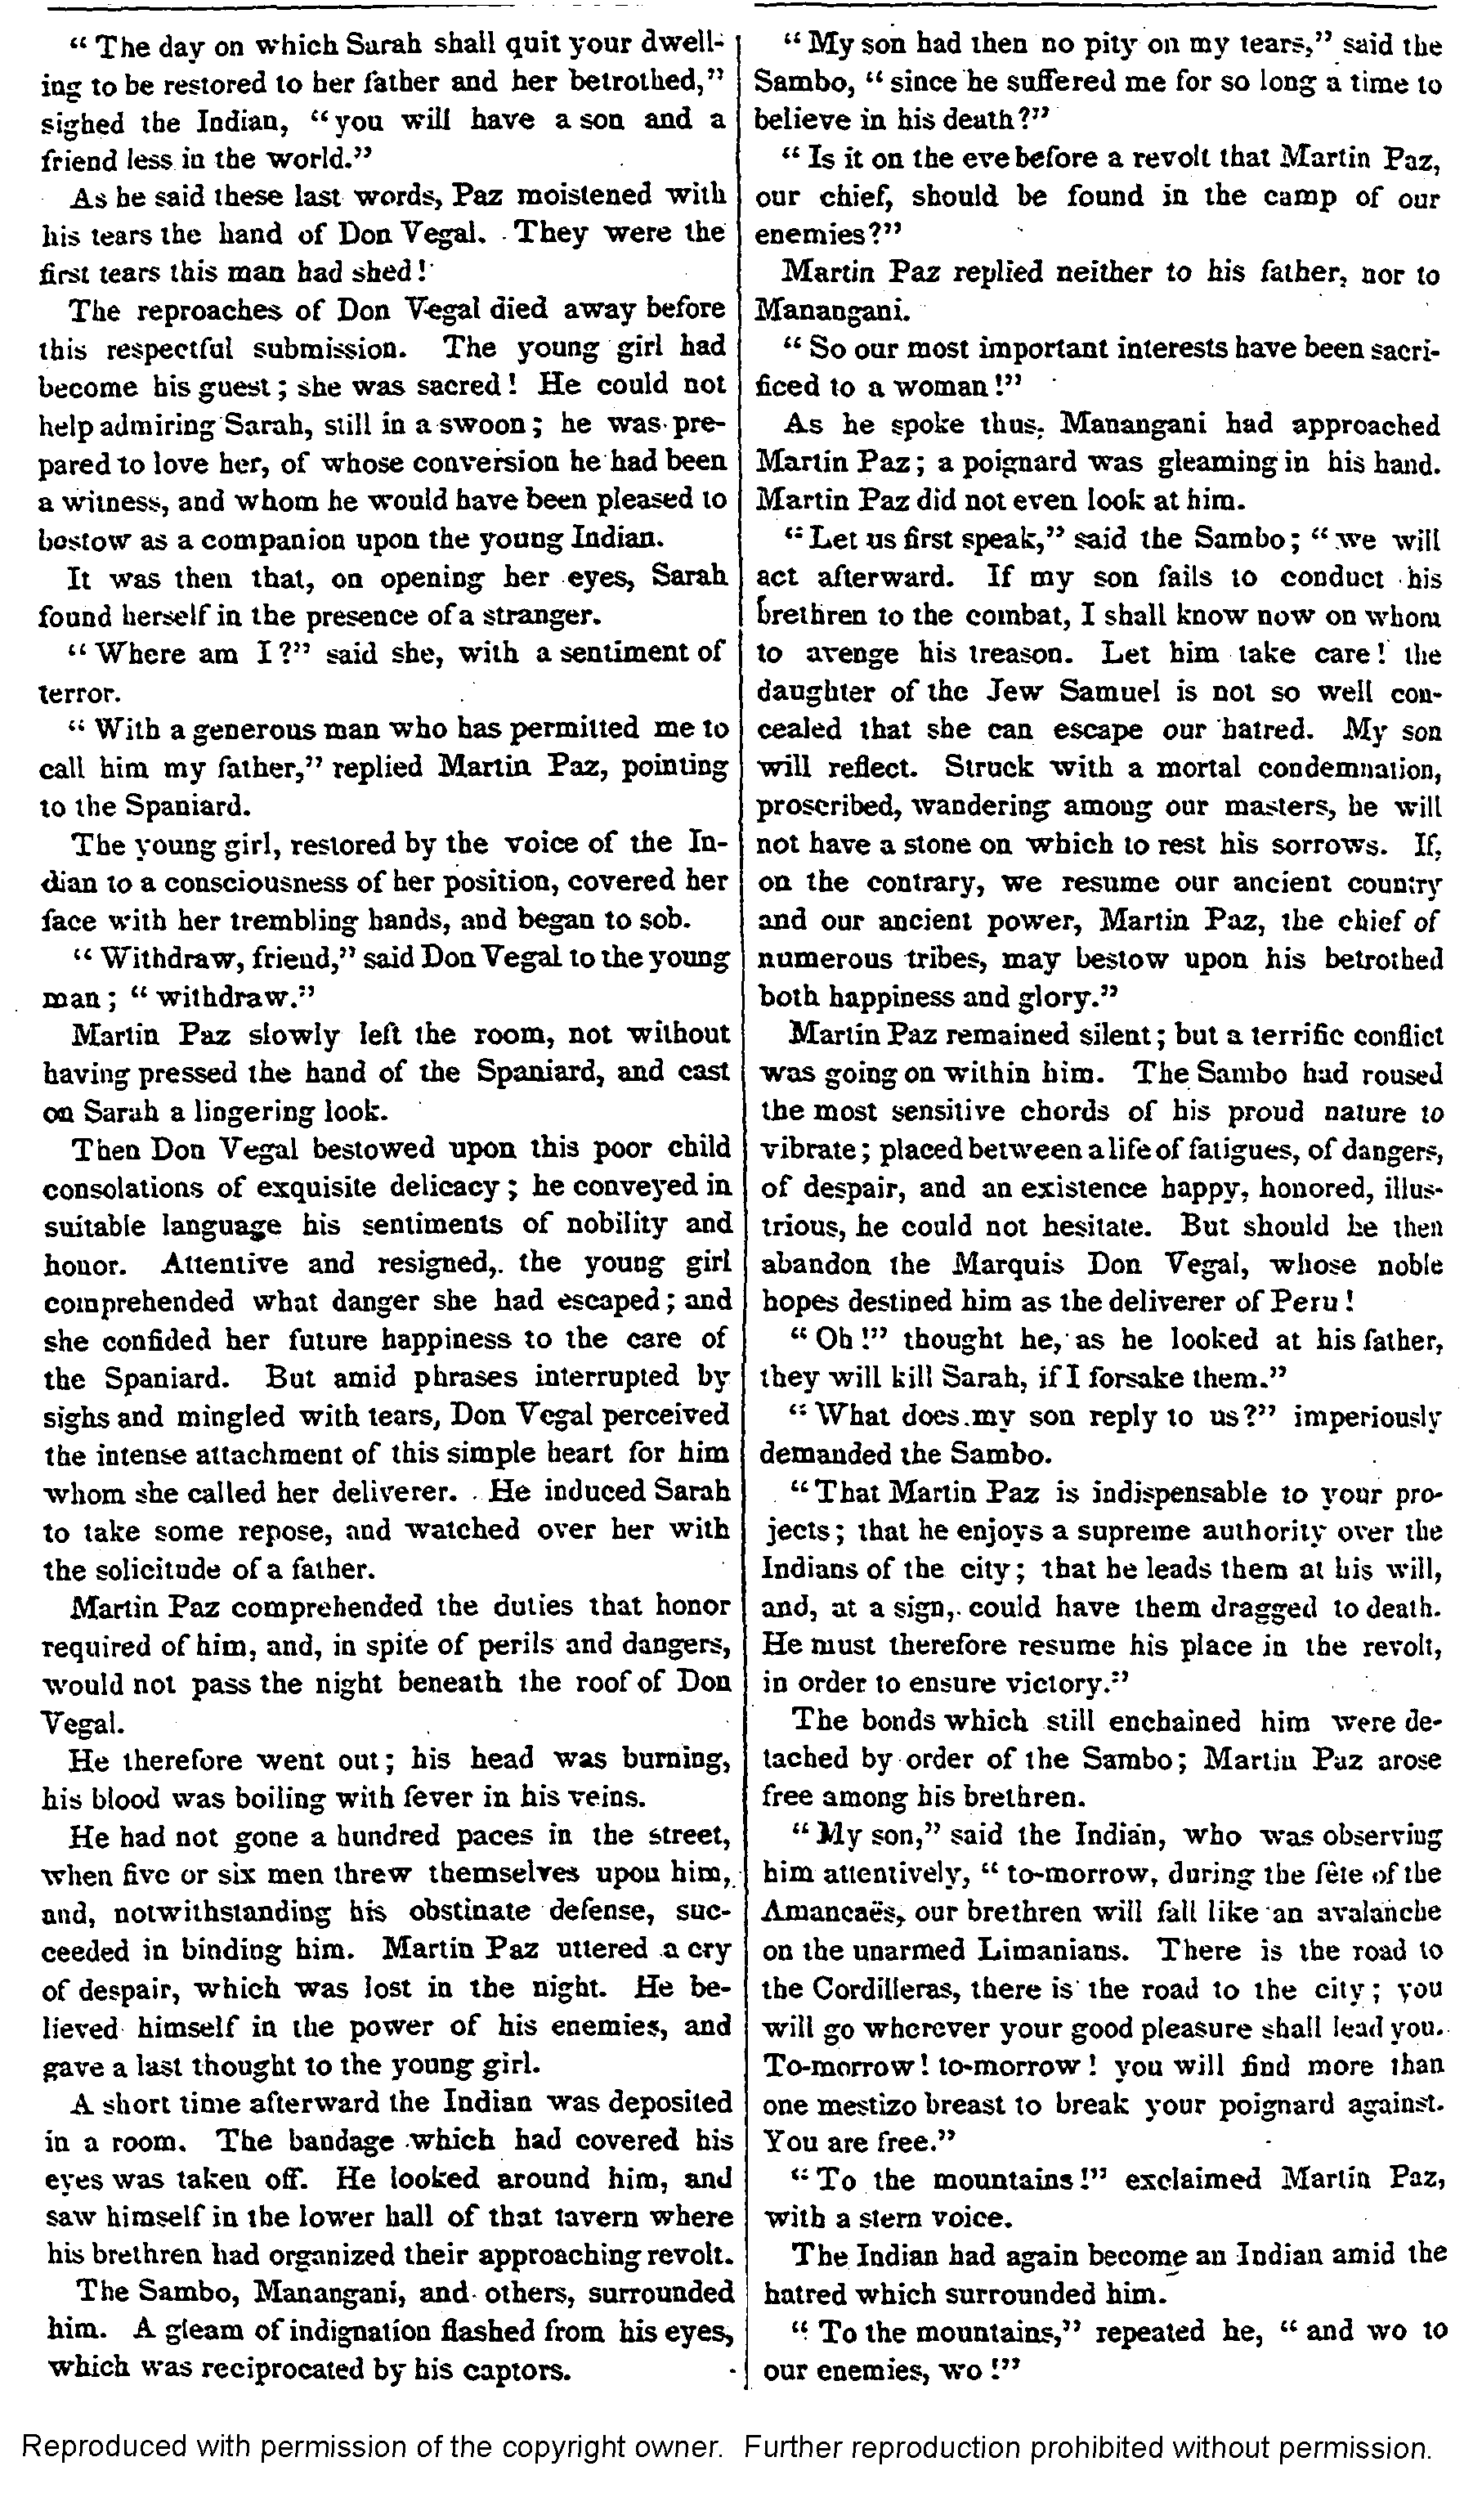 “ The day on which Sarah shall quit your dwell-
ing to be restored to her father and her betrothed,”
sighed the Indian, “ you will have a son and a
friend less in the world.”
As he said these last words, Paz moistened with
his tears the hand of Don Vegal. They were the
first tears this man had shed!
The reproaches of Don Vegal died away before
this respectful submission. The young girl had
become his guest; she was sacred! He could not
help admiring Sarah, still in a swoon; he was pre-
pared to love her, of whose conversion he had been
a witness, and whom he would have been pleased to
bestow as a companion upon the young Indian.
It was then that, on opening her eyes, Sarah
found herself in the presence of a stranger.
“ Where am I?” said she, with a sentiment of
terror.
“ With a generous man who has permitted me to
call him my father,” replied Martin Paz, pointing
to the Spaniard.
The young girl, restored by the voice of the In-
dian to a consciousness of her position, covered her
face with her trembling hands, and began to sob.
“ Withdraw, friend,” said Don Vegal to the young
man; “ withdraw.”
Martin Paz slowly left the room, not without
having pressed the hand of the Spaniard, and cast
on Sarah a lingering look.
Then Don Vegal bestowed upon this poor child
consolations of exquisite delicacy; he conveyed in
suitable language his sentiments of nobility and
honor. Attentive and resigned, the young girl
comprehended what danger she had escaped; and
she confided her future happiness to the care of
the Spaniard. But amid phrases interrupted by
sighs and mingled with tears, Don Vegal perceived
the intense attachment of this simple heart for him
whom she called her deliverer. He induced Sarah
to take some repose, and watched over her with
the solicitude of a father.
Martin Paz comprehended the duties that honor
required of him, and, in spite of perils and dangers,
would not pass the night beneath the roof of Don
Vegal.
He therefore went out; his head was burning,
his blood was boiling with fever in his veins.
He had not gone a hundred paces in the street,
when five or six men threw themselves upon him,
and, notwithstanding his obstinate defense, suc-
ceeded in binding him. Martin Paz uttered a cry
of despair, which was lost in the night. He be-
lieved himself in the power of his enemies, and
gave a last thought to the young girl.
A short time afterward the Indian was deposited
in a room. The bandage which had covered his
eyes was taken off. He looked around him, and
saw himself in the lower hall of that tavern where
his brethren had organized their approaching revolt.
The Sambo, Manangani, and others, surrounded
him. A gleam of indignation flashed from his eyes,
which was reciprocated by his captors.
“ My son had then no pity on my tears,” said the
Sambo, “ since he suffered me for so long a time to
believe in his death?”
“ Is it on the eve before a revolt that Martin Paz,
our chief, should be found in the camp of our
enemies?”
Martin Paz replied neither to his father, nor to
Manangani.
“ So our most important interests have been sacri-
ficed to a woman!”
As he spoke thus, Manangani had approached
Martin Paz; a poignard was gleaming in his hand.
Martin Paz did not even look at him.
“ Let us first speak,” said the Sambo; “ we will
act afterward. If my son fails to conduct his
brethren to the combat, I shall know now on whom
to avenge his treason. Let him take care! the
daughter of the Jew Samuel is not so well con-
cealed that she can escape our hatred. My son
will reflect. Struck with a mortal condemnation,
proscribed, wandering among our masters, he will
not have a stone on which to rest his sorrows. If,
on the contrary, we resume our ancient country
and our ancient power, Martin Paz, the chief of
numerous tribes, may bestow upon his betrothed
both happiness and glory.”
Martin Paz remained silent; but a terrific conflict
was going on within him. The Sambo had roused
the most sensitive chords of his proud nature to
vibrate; placed between a life of fatigues, of dangers,
of despair, and an existence happy, honored, illus-
trious, he could not hesitate. But should he then
abandon the Marquis Don Vegal, whose noble
hopes destined him as the deliverer of Peru!
“ Oh!” thought he, as he looked at his father,
they will kill Sarah, if I forsake them.”
“ What does my son reply to us?” imperiously
demanded the Sambo.
“ That Martin Paz is indispensable to your pro-
jects; that he enjoys a supreme authority over the
Indians of the city; that he leads them at his will,
and, at a sign, could have them dragged to death.
He must therefore resume his place in the revolt,
in order to ensure victory.”
The bonds which still enchained him were de-
tached by order of the Sambo; Martin Paz arose
free among his brethren.
“ My son,” said the Indian, who was observing
him attentively, “ to-morrow, during the fête of the
Amancaës, our brethren will fall like an avalanche
on the unarmed Limanians. There is the road to
the Cordilleras, there is the road to the city; you
will go wherever your good pleasure shall lead you.
To-morrow! to-morrow! you will find more than
one mestizo breast to break your poignard against.
You are free.”
“ To the mountains!” exclaimed Martin Paz,
with a stern voice.
The Indian had again become an Indian amid the
hatred which surrounded him.
“ To the mountains,” repeated he, “ and wo to
our enemies, wo!”
Reproduced with permission of the copyright owner. Further reproduction prohibited without permission.